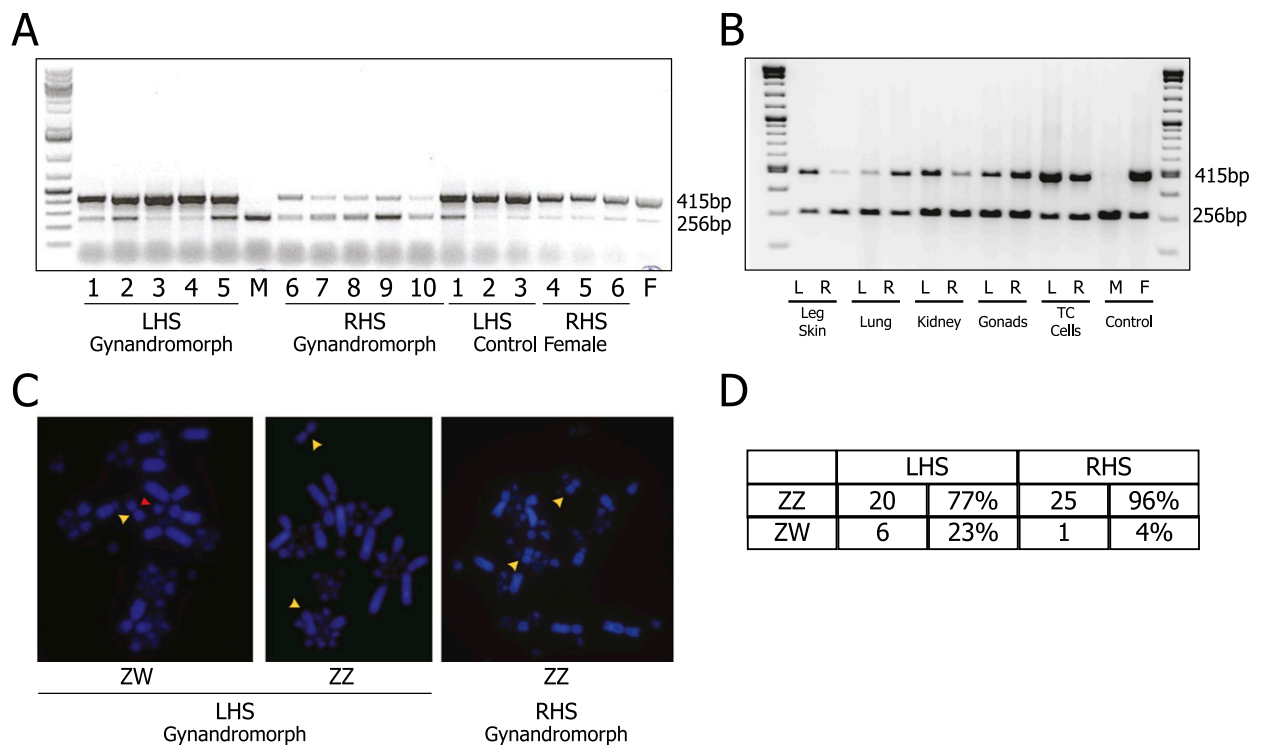 A
415bp
256bp
1 2 3 4 5 M 6 7 8 9 10 1 2 3 4 5 6 F
LHS RHS LHS RHS
Gynandromorph Gynandromorph Control Female
B
415bp
256bp
L R L R L R L R L R M F
Leg Skin Lung Kidney Gonads TC Cells Control
C
ZW ZZ ZZ
LHS RHS
Gynandromorph Gynandromorph
D
LHS RHS
ZZ 20 77% 25 96%
ZW 6 23% 1 4%